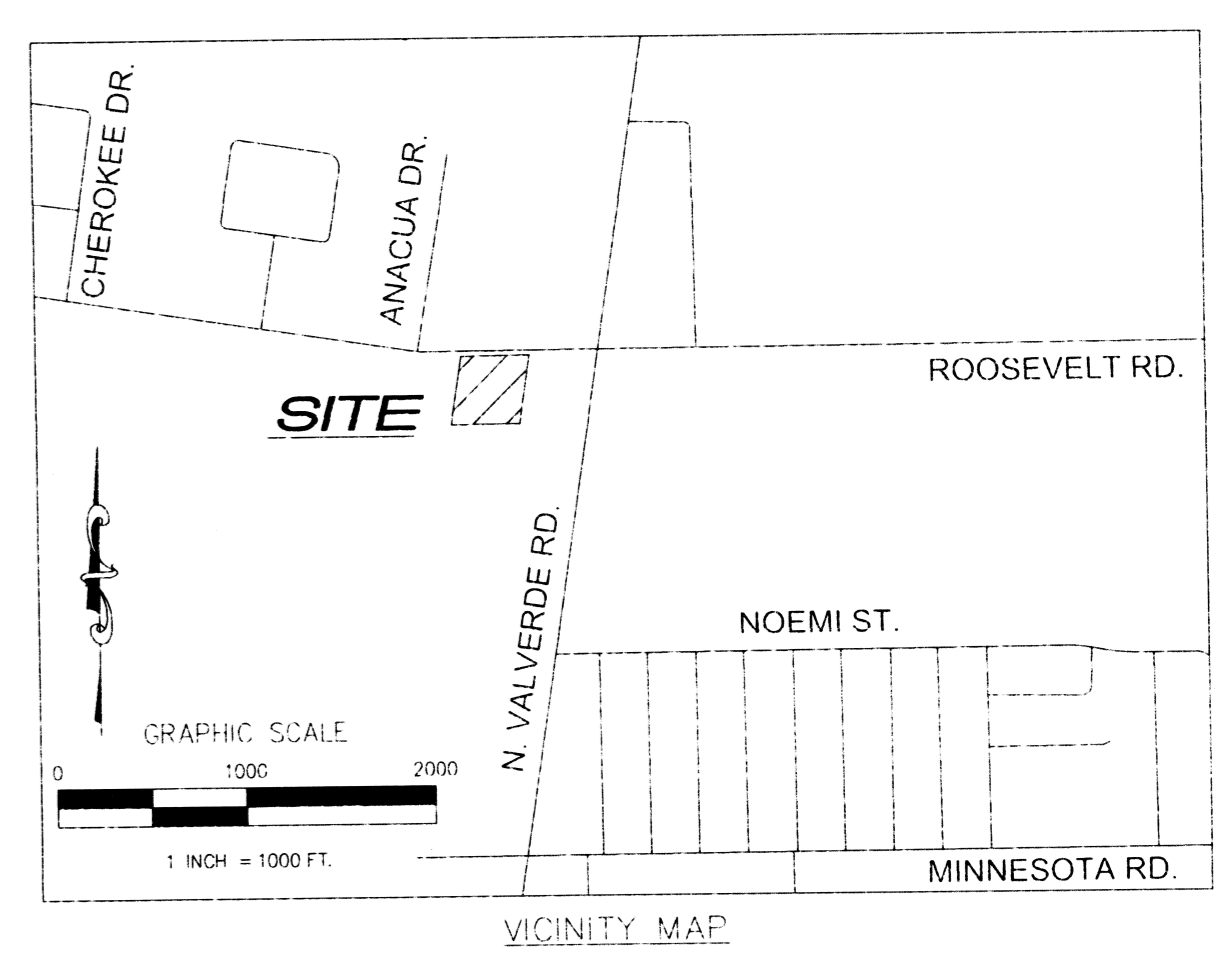 CHEROKEE DR.
ANACUA DR.
ROOSEVELT RD.
SITE
N. VALVERDE RD.
NOEMI ST.
GRAPHIC SCALE
0 1000 2000
1 INCH = 1000 FT.
MINNESOTA RD.
VICINITY MAP